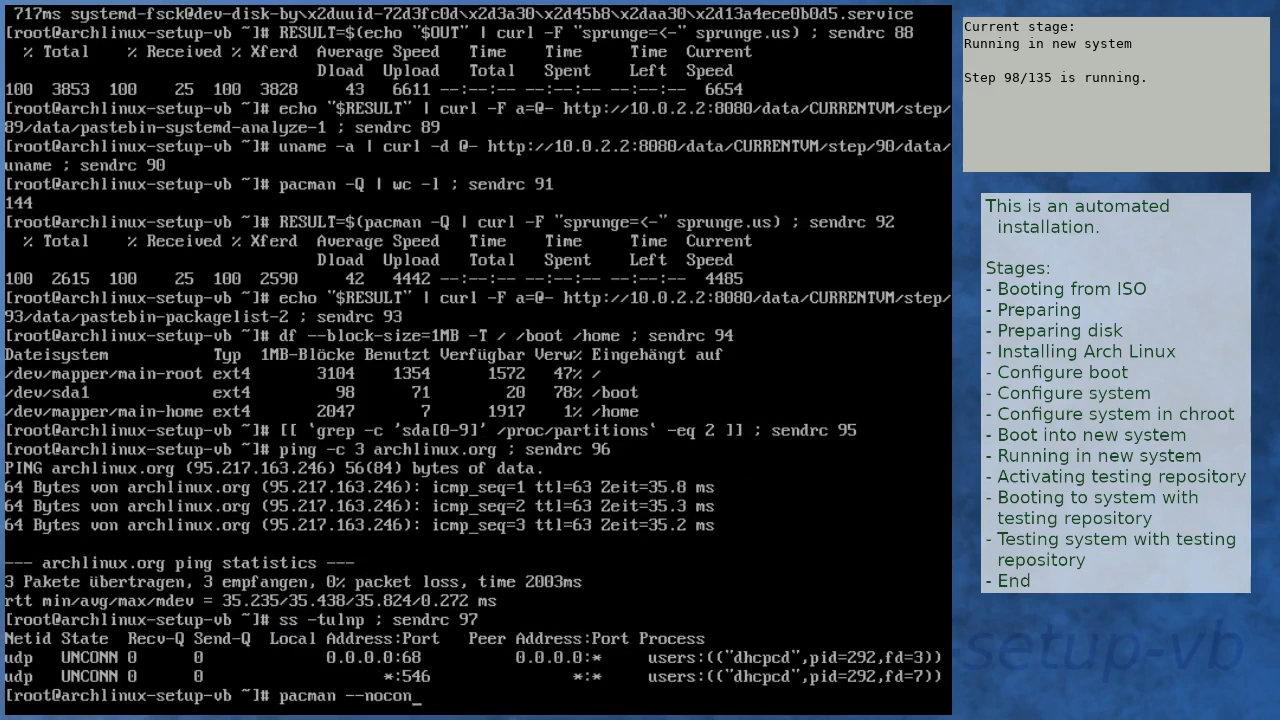 717ms systemd-fsck@dev-disk-by\x2duuid-72d3fc0d\x2d3a30\x2d45b8\x2daa30\x2d13a4ece0b0d5.service
[root@archlinux-setup-vb ~]# RESULT=$(echo "$OUT" | curl -F "sprunge=<-" sprunge.us) ; sendrc 88
  % Total    % Received % Xferd  Average Speed   Time    Time     Time  Current
                                 Dload  Upload   Total   Spent    Left  Speed
100  3853  100    25  100  3828     43   6611 --:--:-- --:--:-- --:--:--  6654
[root@archlinux-setup-vb ~]# echo "$RESULT" | curl -F a=@- http://10.0.2.2:8080/data/CURRENTVM/step/
89/data/pastebin-systemd-analyze-1 ; sendrc 89
[root@archlinux-setup-vb ~]# uname -a | curl -d @- http://10.0.2.2:8080/data/CURRENTVM/step/90/data/
uname ; sendrc 90
[root@archlinux-setup-vb ~]# pacman -Q | wc -l ; sendrc 91
144
[root@archlinux-setup-vb ~]# RESULT=$(pacman -Q | curl -F "sprunge=<-" sprunge.us) ; sendrc 92
  % Total    % Received % Xferd  Average Speed   Time    Time     Time  Current
                                 Dload  Upload   Total   Spent    Left  Speed
100  2615  100    25  100  2590     42   4442 --:--:-- --:--:-- --:--:--  4485
[root@archlinux-setup-vb ~]# echo "$RESULT" | curl -F a=@- http://10.0.2.2:8080/data/CURRENTVM/step/
93/data/pastebin-packagelist-2 ; sendrc 93
[root@archlinux-setup-vb ~]# df --block-size=1MB -T / /boot /home ; sendrc 94
Dateisystem           Typ  1MB-Blöcke Benutzt Verfügbar Verw% Eingehängt auf
/dev/mapper/main-root ext4       3104    1354      1572   47% /
/dev/sda1             ext4         98      71        20   78% /boot
/dev/mapper/main-home ext4       2047       7      1917    1% /home
[root@archlinux-setup-vb ~]# [[ `grep -c 'sda[0-9]' /proc/partitions` -eq 2 ]] ; sendrc 95
[root@archlinux-setup-vb ~]# ping -c 3 archlinux.org ; sendrc 96
PING archlinux.org (95.217.163.246) 56(84) bytes of data.
64 Bytes von archlinux.org (95.217.163.246): icmp_seq=1 ttl=63 Zeit=35.8 ms
64 Bytes von archlinux.org (95.217.163.246): icmp_seq=2 ttl=63 Zeit=35.3 ms
64 Bytes von archlinux.org (95.217.163.246): icmp_seq=3 ttl=63 Zeit=35.2 ms
--- archlinux.org ping statistics ---
3 Pakete übertragen, 3 empfangen, 0% packet loss, time 2003ms
rtt min/avg/max/mdev = 35.235/35.438/35.824/0.272 ms
[root@archlinux-setup-vb ~]# ss -tulnp ; sendrc 97
Netid State  Recv-Q Send-Q  Local Address:Port   Peer Address:Port Process
udp   UNCONN 0      0             0.0.0.0:68          0.0.0.0:*     users:(("dhcpcd",pid=292,fd=3))
udp   UNCONN 0      0                   *:546               *:*     users:(("dhcpcd",pid=292,fd=7))
[root@archlinux-setup-vb ~]# pacman --nocon_
Current stage:
Running in new system
Step 98/135 is running.
This is an automated
installation.
Stages:
- Booting from ISO
- Preparing
- Preparing disk
- Installing Arch Linux
- Configure boot
- Configure system
- Configure system in chroot
- Boot into new system
- Running in new system
- Activating testing repository
- Booting to system with
testing repository
- Testing system with testing
repository
- End
setup-vb